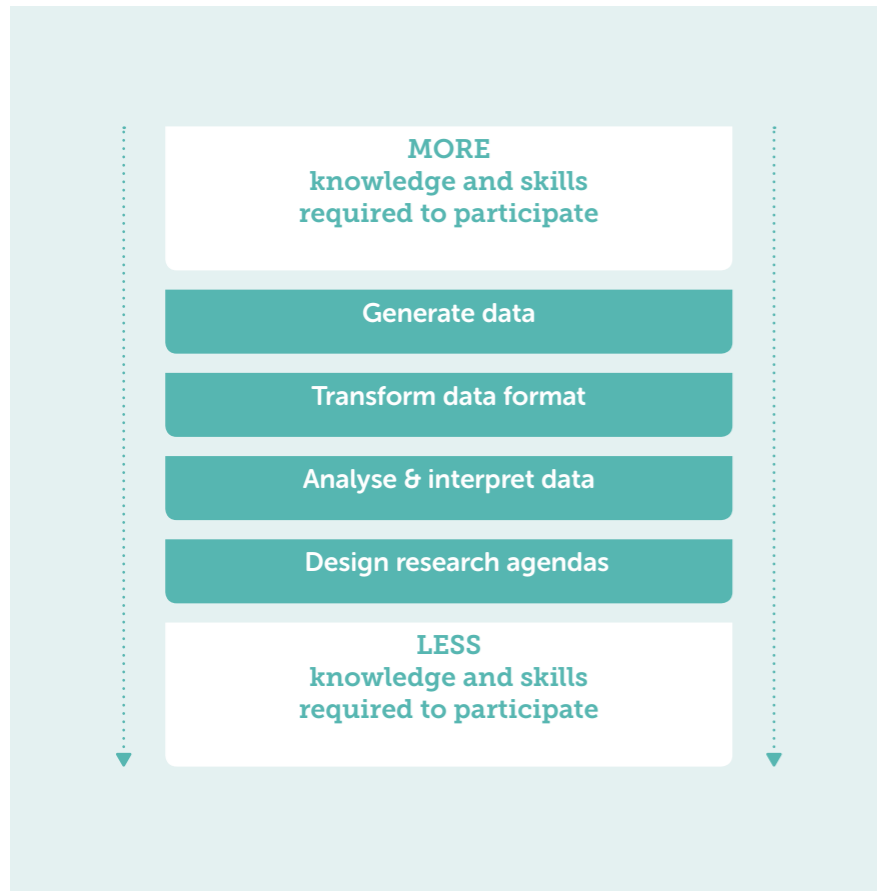 MORE
knowledge and skills
required to participate
Generate data
Transform data format
Analyse & interpret data
Design research agendas
LESS
knowledge and skills
required to participate